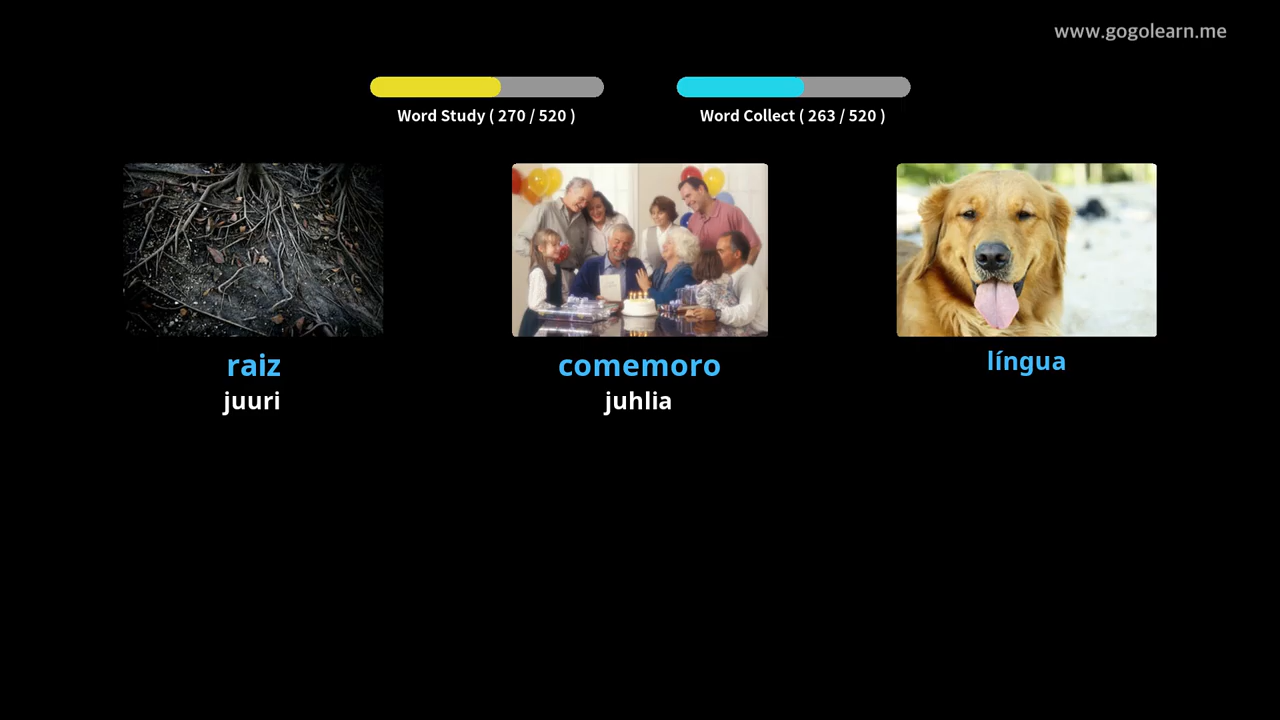 www.gogolearn.me
Word Study ( 270 / 520 )
Word Collect ( 263 / 520 )
raiz
juuri
comemoro
juhlia
língua